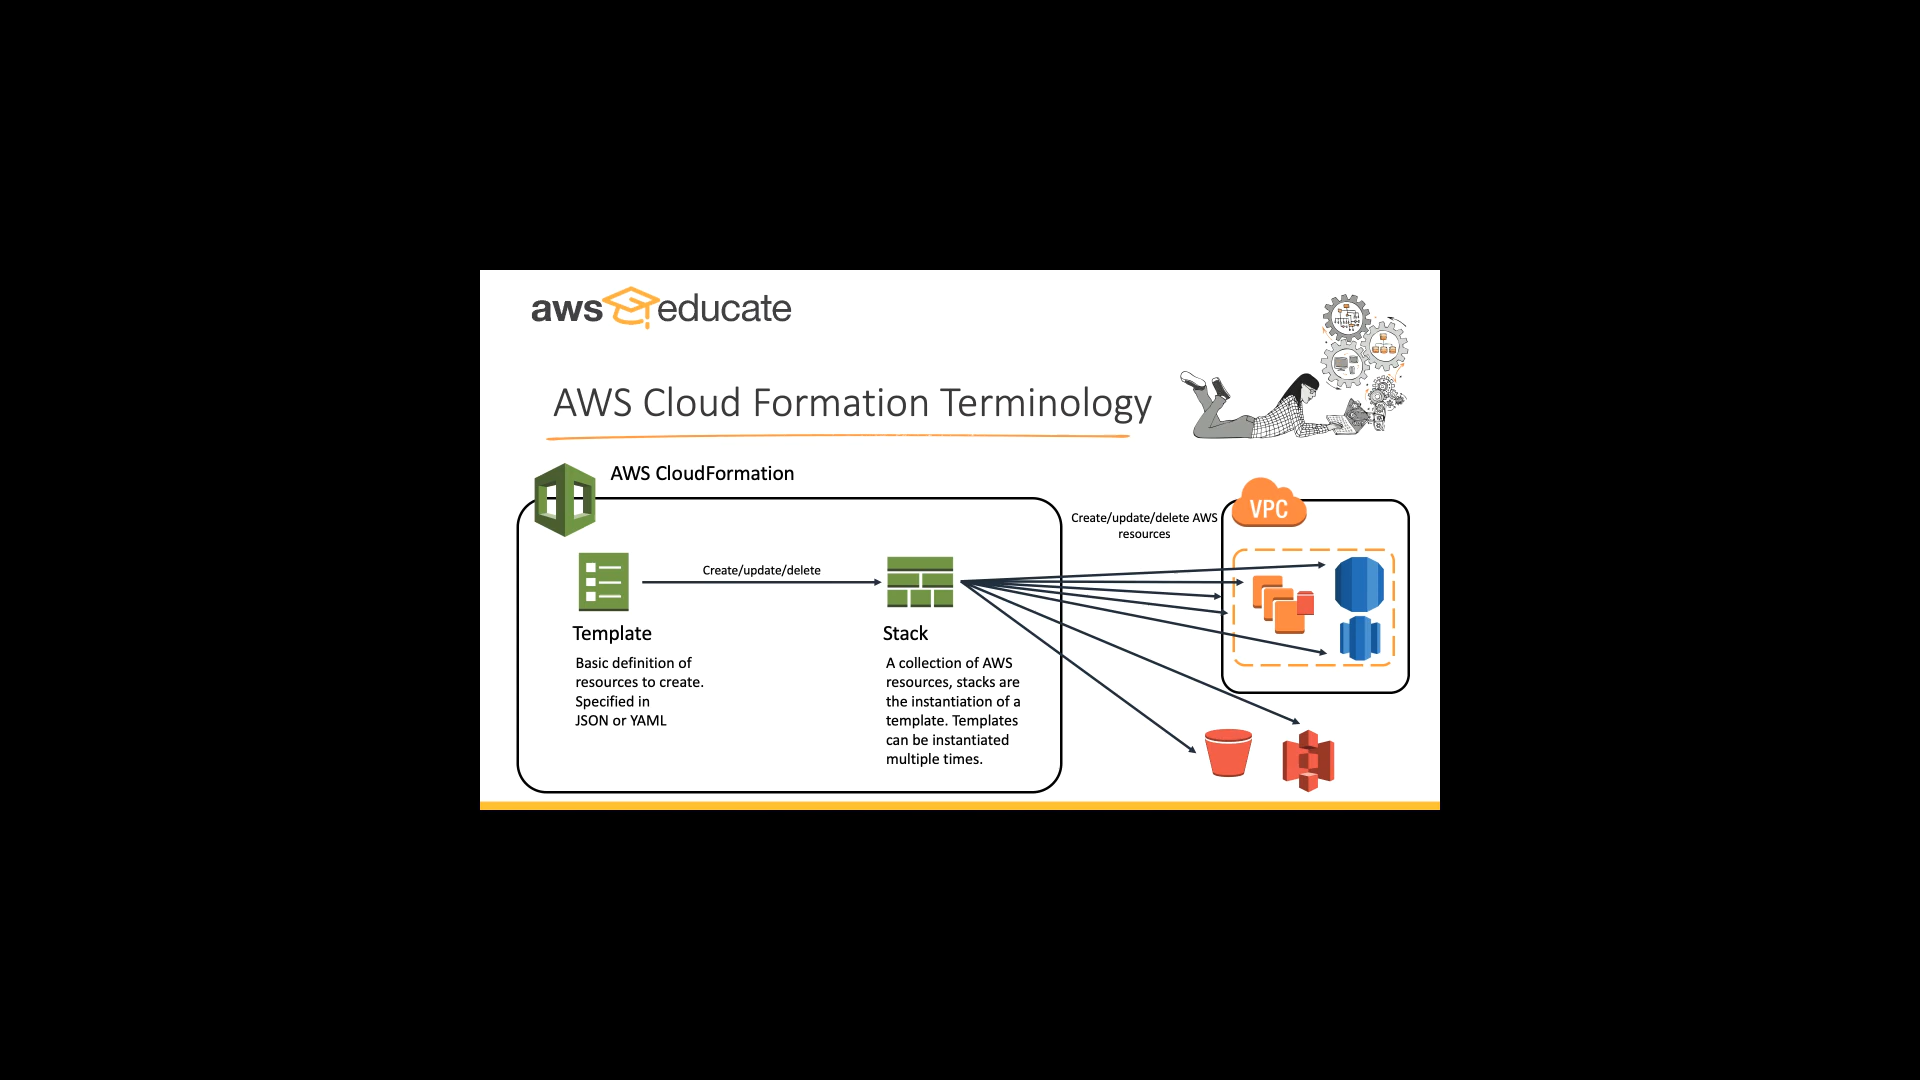 aws educate
AWS Cloud Formation Terminology
AWS CloudFormation
Create/update/delete AWS
resources
VPC
Create/update/delete
Template
Basic definition of
resources to create.
Specified in
JSON or YAML
Stack
A collection of AWS
resources, stacks are
the instantiation of a
template. Templates
can be instantiated
multiple times.